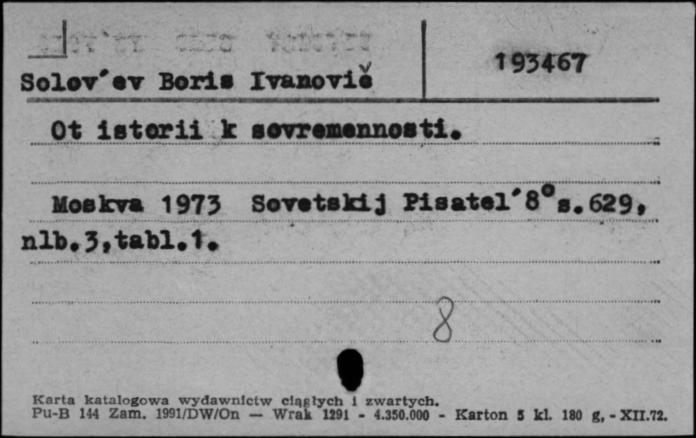 193467
Solov´ev Boris Ivanovič
Ot istorii k sovremennosti.
Moskva 1973 Sovetskij Pisatel´8° s.629,
nlb.3,tabl.1.
8
Karta katalogowa wydawnictw ciągłych i zwartych.
Pu-B 144 Zam. 1991/DW/On — Wrak 1291 - 4.350.000 - Karton 5 kl. 180 g, - XII.72.